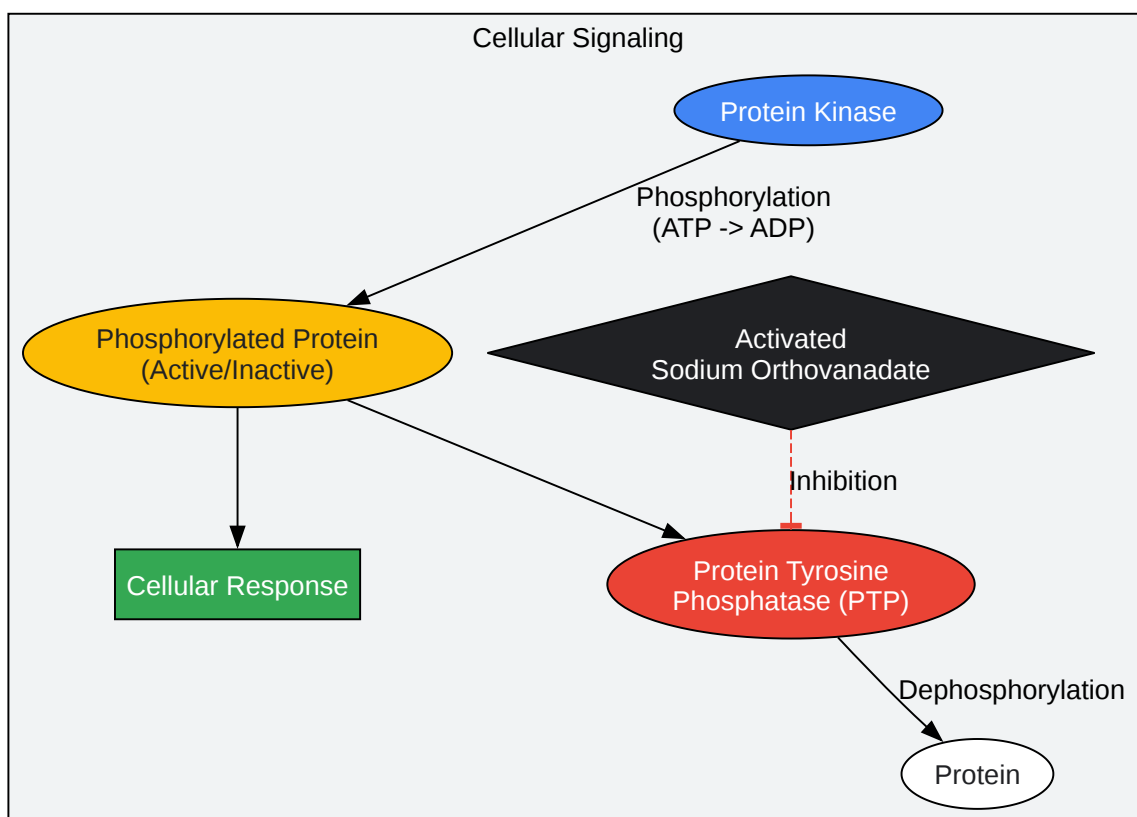 Cellular Signaling
Protein Kinase
Phosphorylation
(ATP -> ADP)
Phosphorylated Protein
(Active/Inactive)
Activated
Sodium Orthovanadate
Inhibition
Cellular Response
Protein Tyrosine
Phosphatase (PTP)
Dephosphorylation
Protein